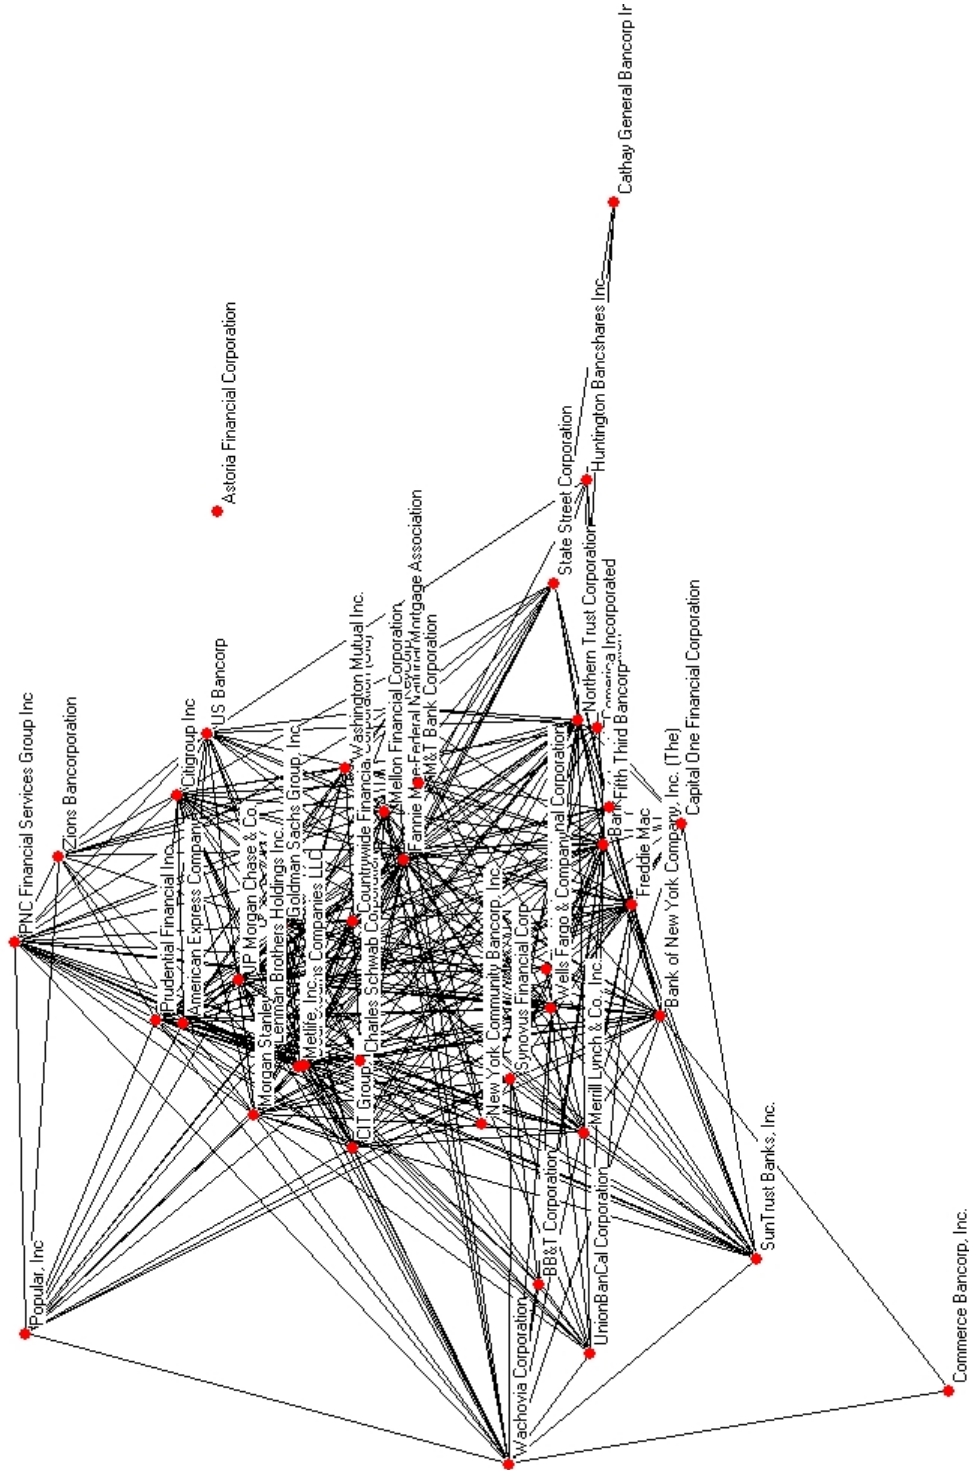 Cathay General Bancorp Ir
Huntington Bancshares Inc
Astoria Financial Corporation
State Street Corporation
Northern Trust Corporation
Comerica Incorporated
Fifth Third Bancorp
Capital One Financial Corporation
Mortgage Association
M&T Bank Corporation
Mellon Financial Corporation
Washington Mutual Inc.
US Bancorp
Citigroup Inc
Zions Bancorporation
PNC Financial Services Group Inc
Fannie
Countrywide Financial Corporation
Goldman Sachs Group, Inc.
JP Morgan Chase & Co.
Prudential Financial Inc.
American Express Company
Freddie Mac
Bank of New York Company, Inc. (The)
Wells Fargo & Company
Synovus Financial Corp
New York Community Bancorp, Inc.
Charles Schwab
Companies LLC
Metlife, Inc.
Lehman Brothers Holdings Inc.
Morgan Stanley
CIT Group
Merrill Lynch & Co., Inc.
BB&T Corporation
UnionBanCal Corporation
SunTrust Banks, Inc.
Popular, Inc
Wachovia Corporation
Commerce Bancorp, Inc.